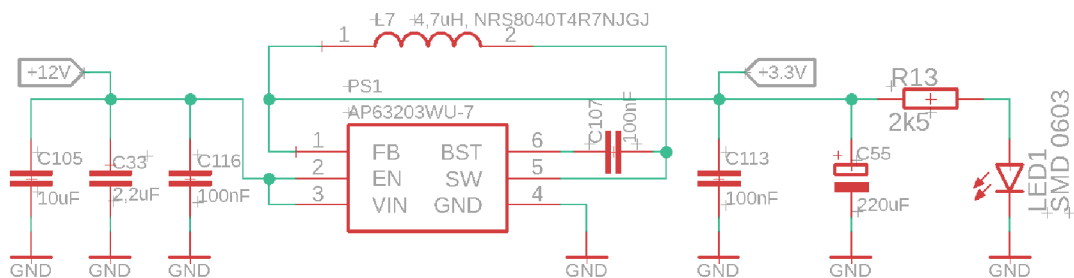 L7 4,7uH, NRS8040T4R7NJGJ
1 2
+12V
+3.3V
PS1
R13
AP63203WU-7
2k5
C107
100nF
C105
10uF
C33
2,2uF
C116
100nF
1 FB BST 6
2 EN SW 5
3 VIN GND 4
C113
100nF
C55
220uF
LED1
SMD 0603
GND GND GND GND GND GND GND